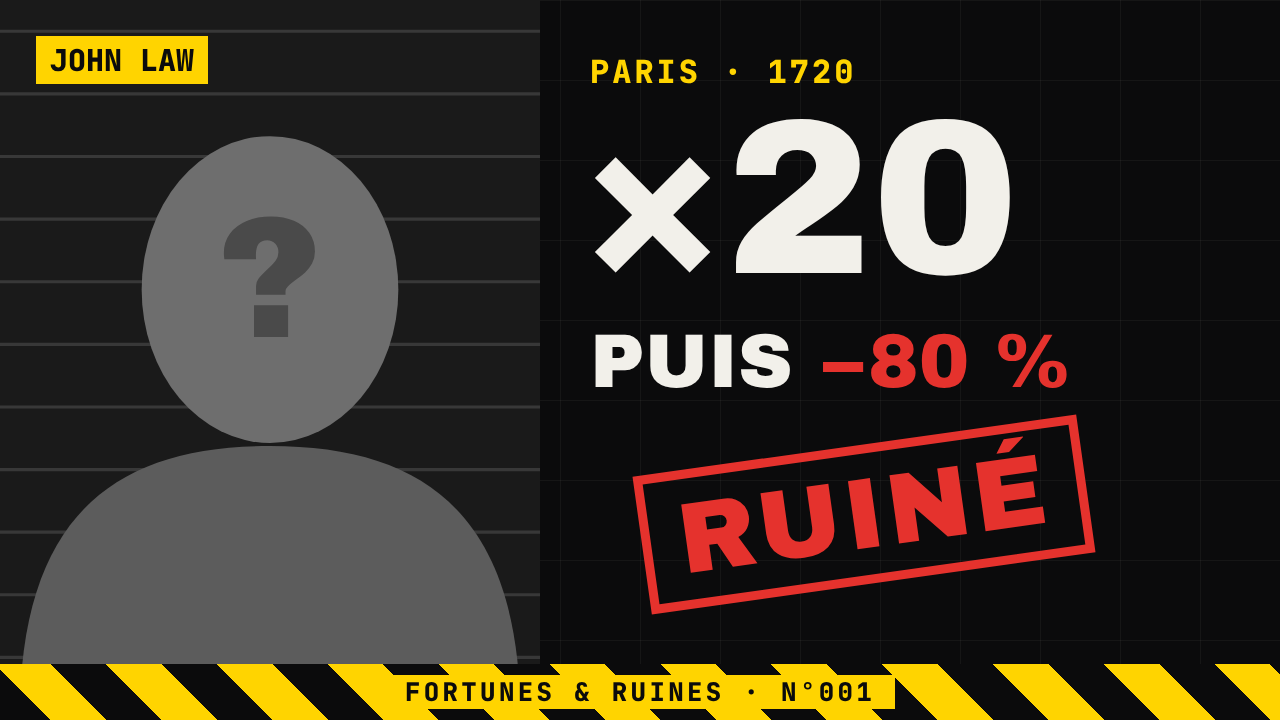 JOHN LAW
PARIS · 1720
×20
PUIS –80 %
RUINÉ
?
FORTUNES & RUINES · N°001